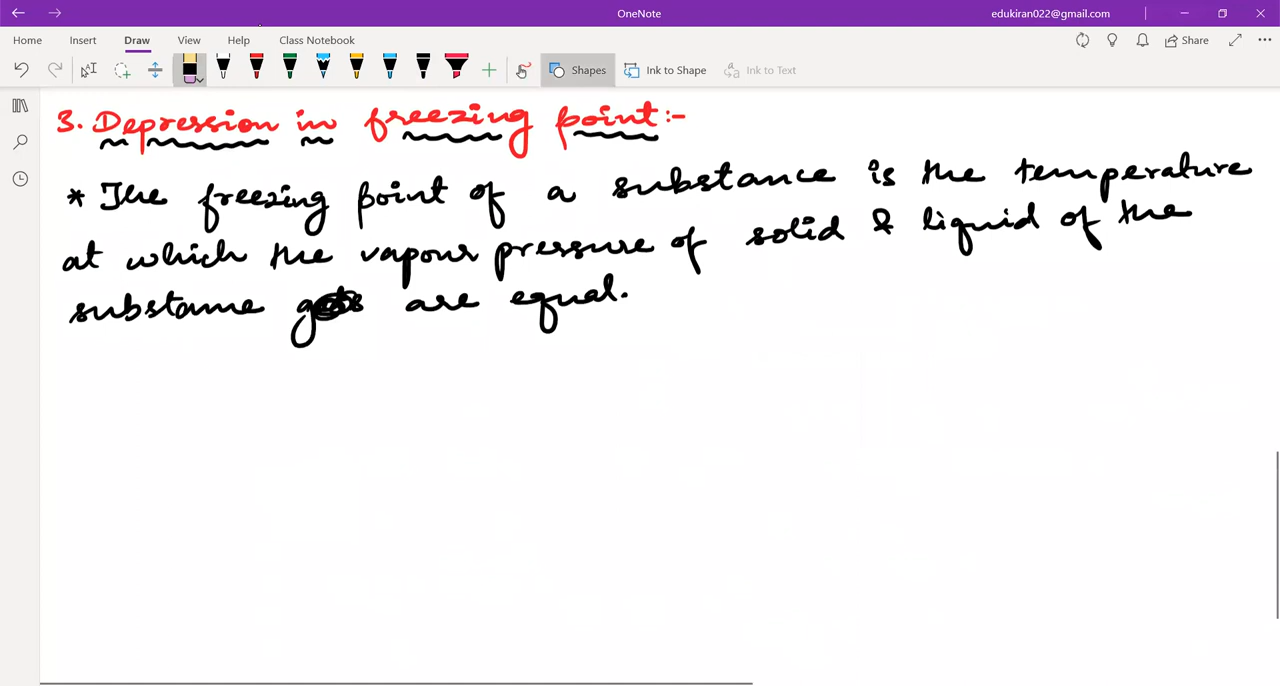 OneNote
edukiran022@gmail.com
Home Insert Draw View Help Class Notebook Share
Shapes Ink to Shape Ink to Text
3. Depression in freezing point:-
* The freezing point of a substance is the temperature
at which the vapour pressure of solid & liquid of the
substame are equal.